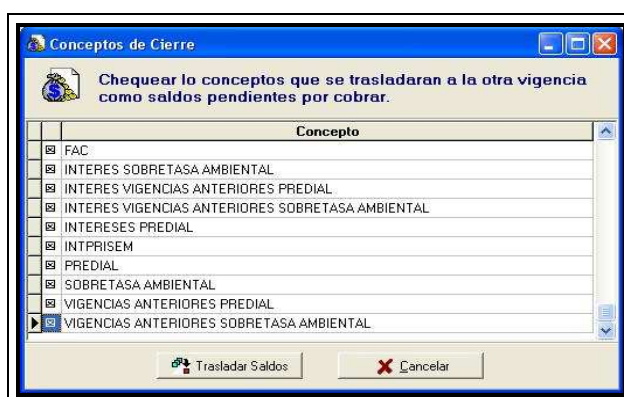 Conceptos de Cierre
Chequear lo conceptos que se trasladaran a la otra vigencia
como saldos pendientes por cobrar.
Concepto
FAC
INTERES SOBRETASA AMBIENTAL
INTERES VIGENCIAS ANTERIORES PREDIAL
INTERES VIGENCIAS ANTERIORES SOBRETASA AMBIENTAL
INTERESES PREDIAL
INTPRISEM
PREDIAL
SOBRETASA AMBIENTAL
VIGENCIAS ANTERIORES PREDIAL
VIGENCIAS ANTERIORES SOBRETASA AMBIENTAL
Trasladar Saldos Cancelar